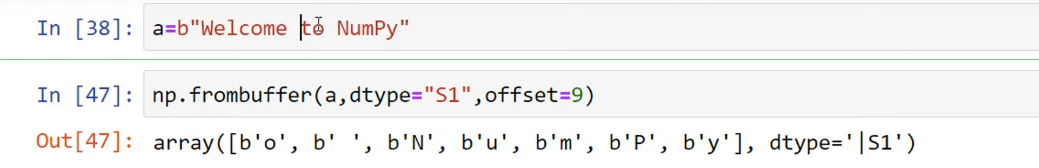 In [38]: a=b"Welcome to NumPy"
In [47]: np.frombuffer(a,dtype="S1",offset=9)
Out[47]: array([b'o', b' ', b'N', b'u', b'm', b'P', b'y'], dtype='|S1')